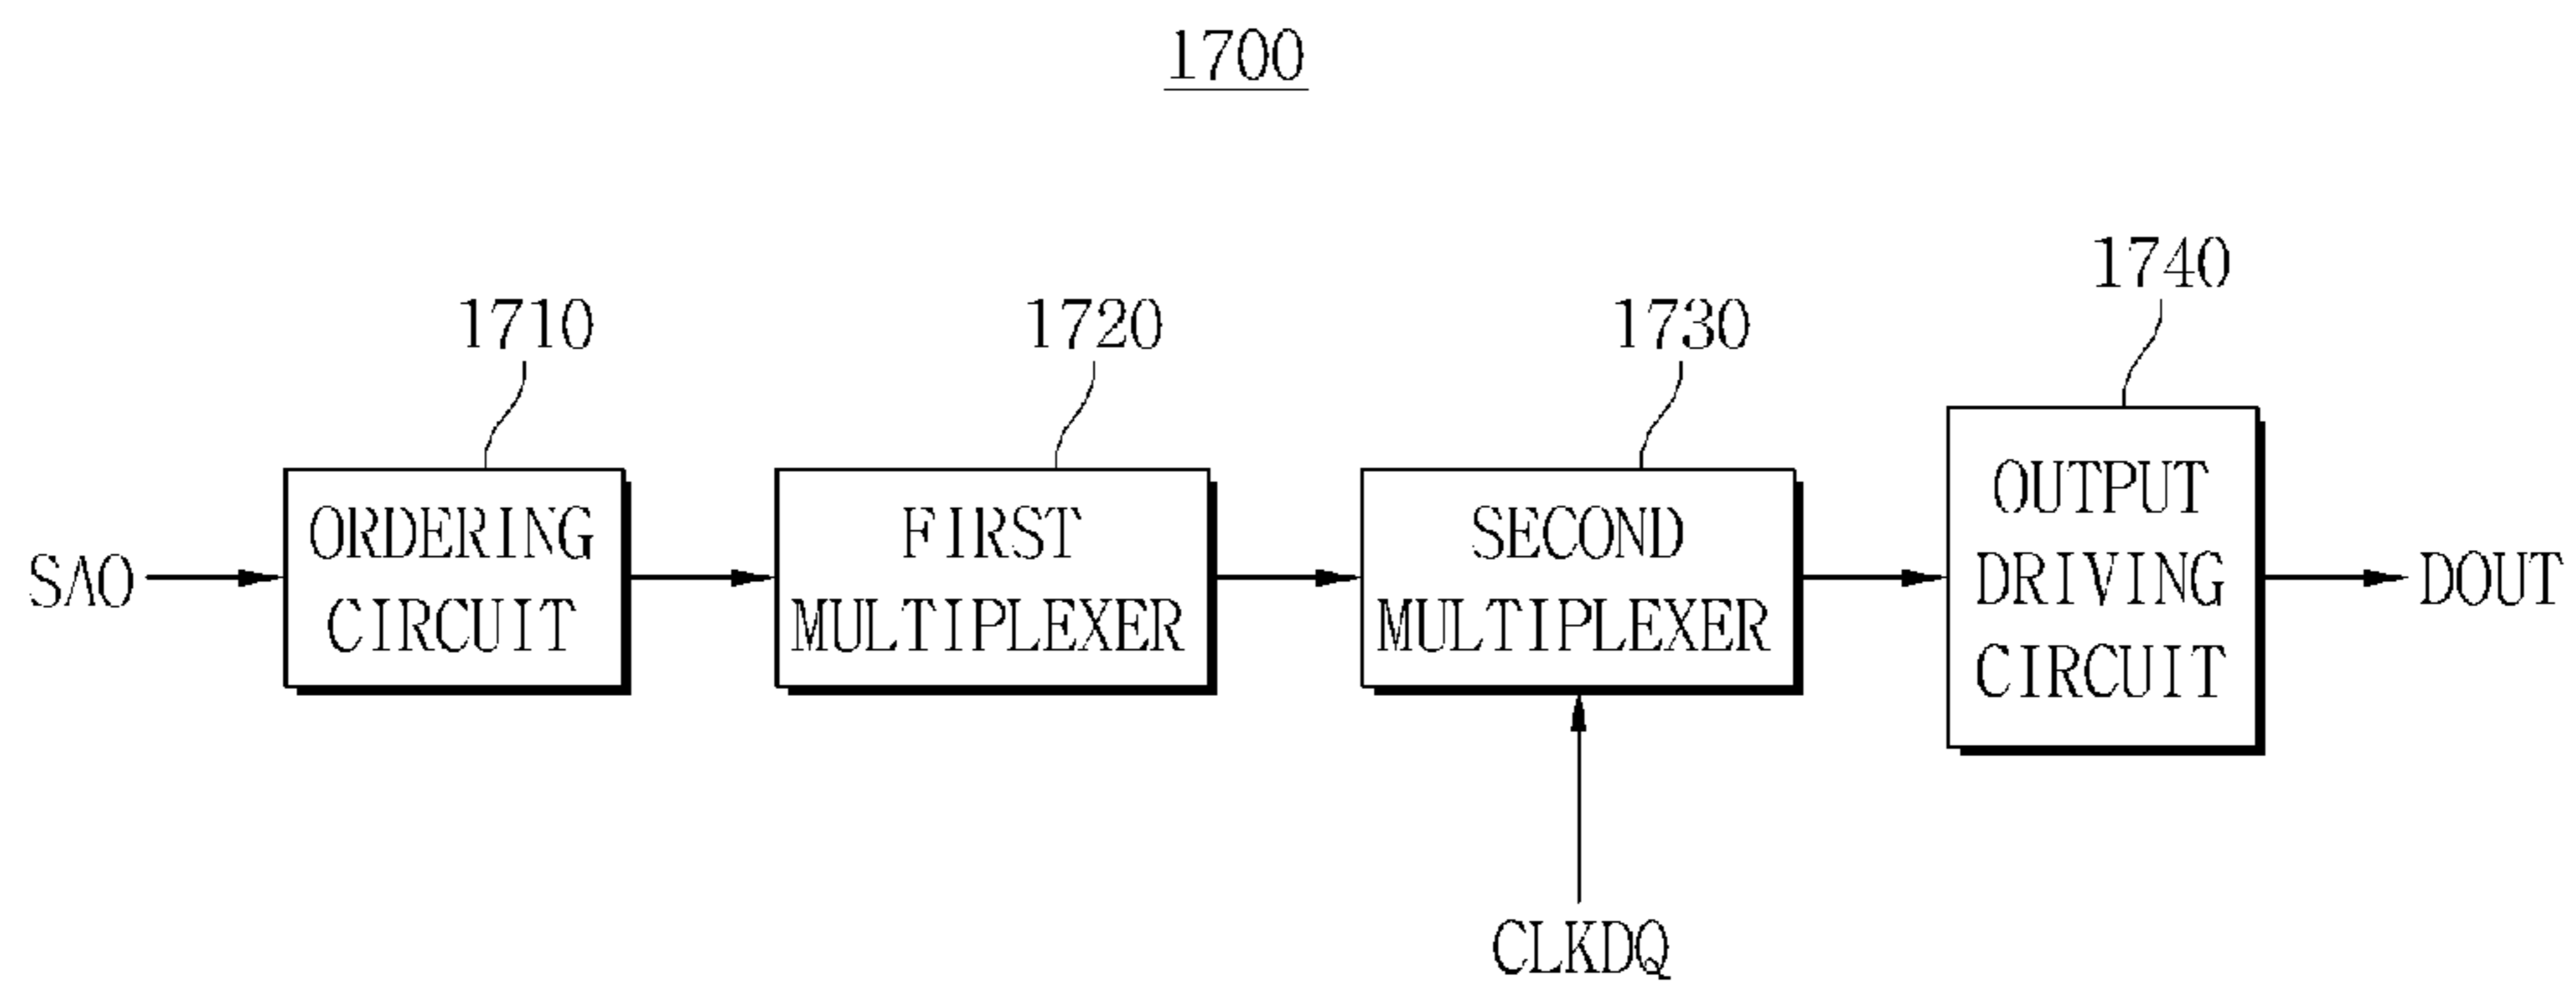 1700
1710
1720
1730
1740
SAO
ORDERING
CIRCUIT
FIRST
MULTIPLEXER
SECOND
MULTIPLEXER
OUTPUT
DRIVING
CIRCUIT
DOUT
CLKDQ